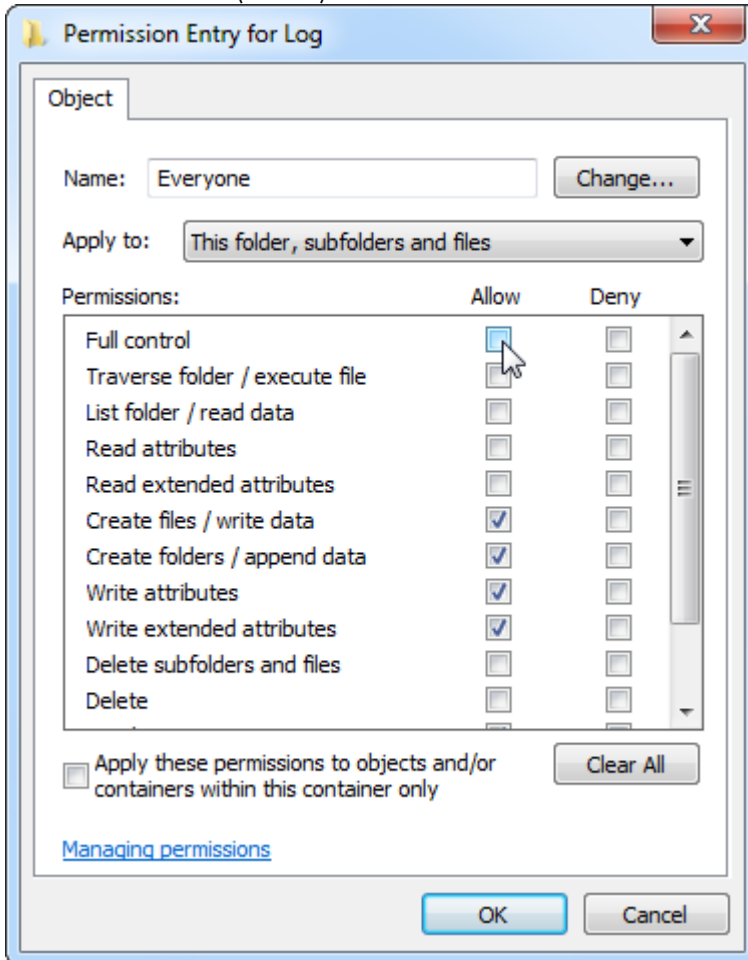 Permission Entry for Log
Object
Name: Everyone Change...
Apply to: This folder, subfolders and files
Permissions: Allow Deny
Full control
Traverse folder / execute file
List folder / read data
Read attributes
Read extended attributes
Create files / write data
Create folders / append data
Write attributes
Write extended attributes
Delete subfolders and files
Delete
Apply these permissions to objects and/or
containers within this container only
Clear All
Managing permissions
OK Cancel